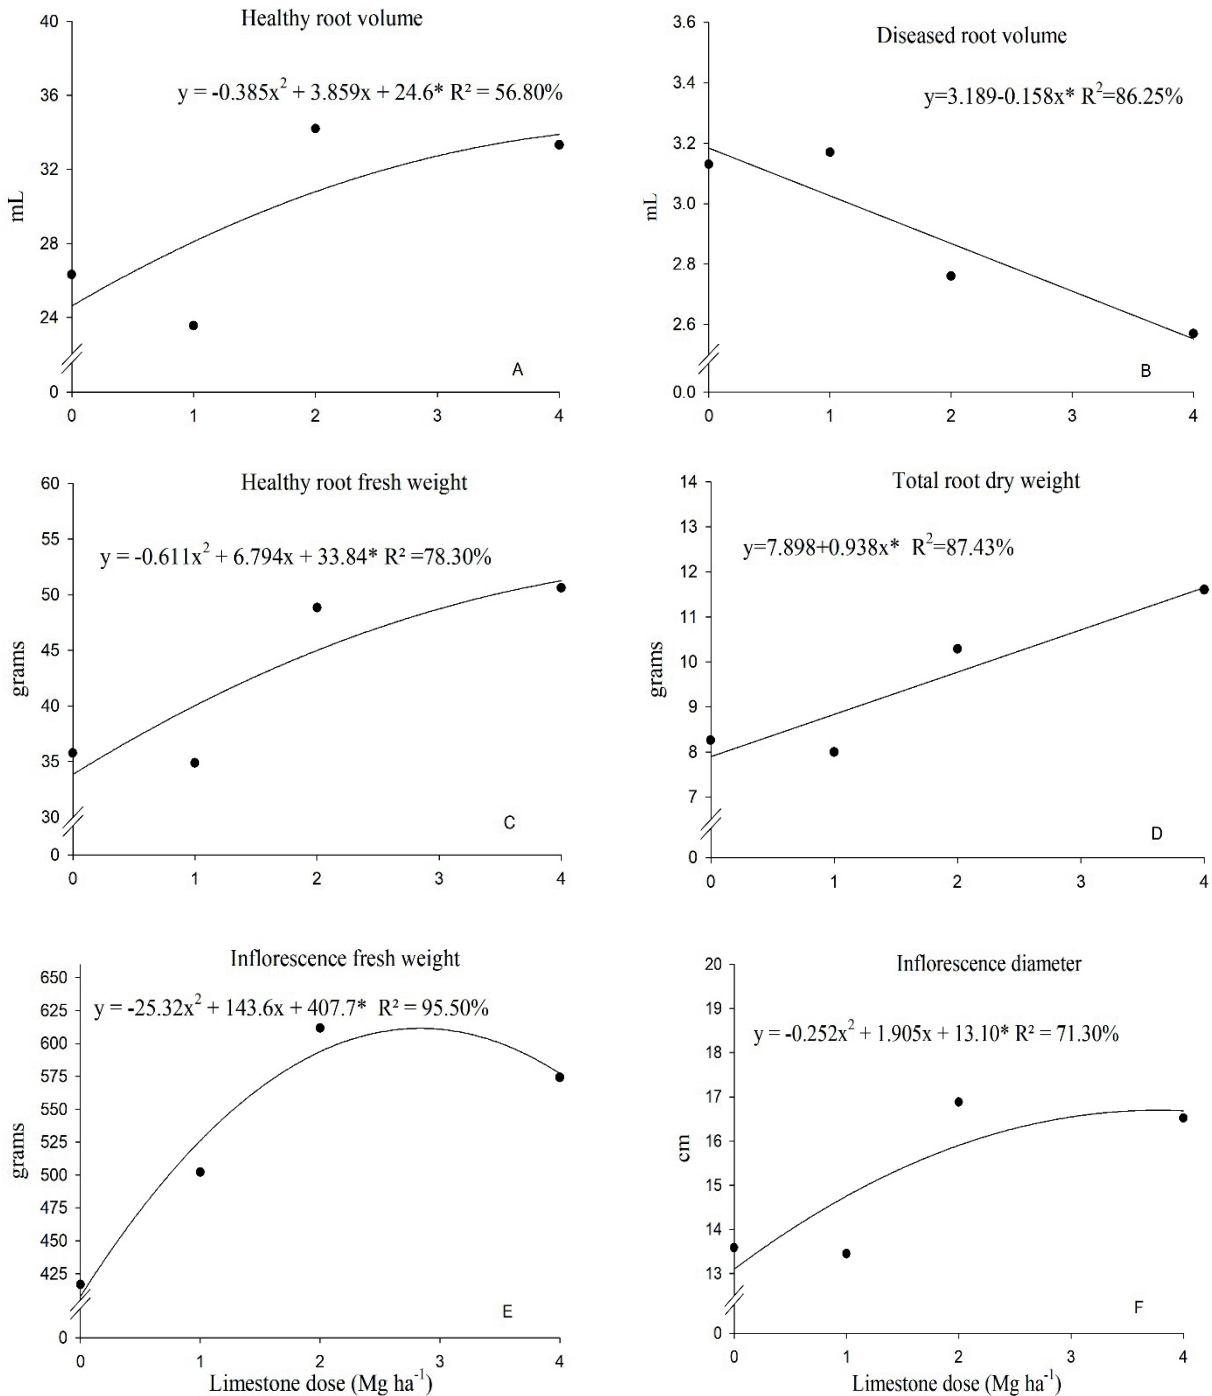 Healthy root volume
y = -0.385x² + 3.859x + 24.6* R² = 56.80%
mL
40
36
32
28
24
0
0 1 2 3 4
A
Diseased root volume
y=3.189-0.158x* R²=86.25%
mL
3.6
3.4
3.2
3.0
2.8
2.6
0.0
0 1 2 3 4
B
Healthy root fresh weight
y = -0.611x² + 6.794x + 33.84* R² =78.30%
grams
60
55
50
45
40
35
30
0
0 1 2 3 4
C
Total root dry weight
y=7.898+0.938x* R²=87.43%
grams
14
13
12
11
10
9
8
7
0
0 1 2 3 4
D
Inflorescence fresh weight
y = -25.32x² + 143.6x + 407.7* R² = 95.50%
grams
650
625
600
575
550
525
500
475
450
425
0
0 1 2 3 4
E
Limestone dose (Mg ha⁻¹)
Inflorescence diameter
y = -0.252x² + 1.905x + 13.10* R² = 71.30%
cm
20
19
18
17
16
15
14
13
0
0 1 2 3 4
F
Limestone dose (Mg ha⁻¹)